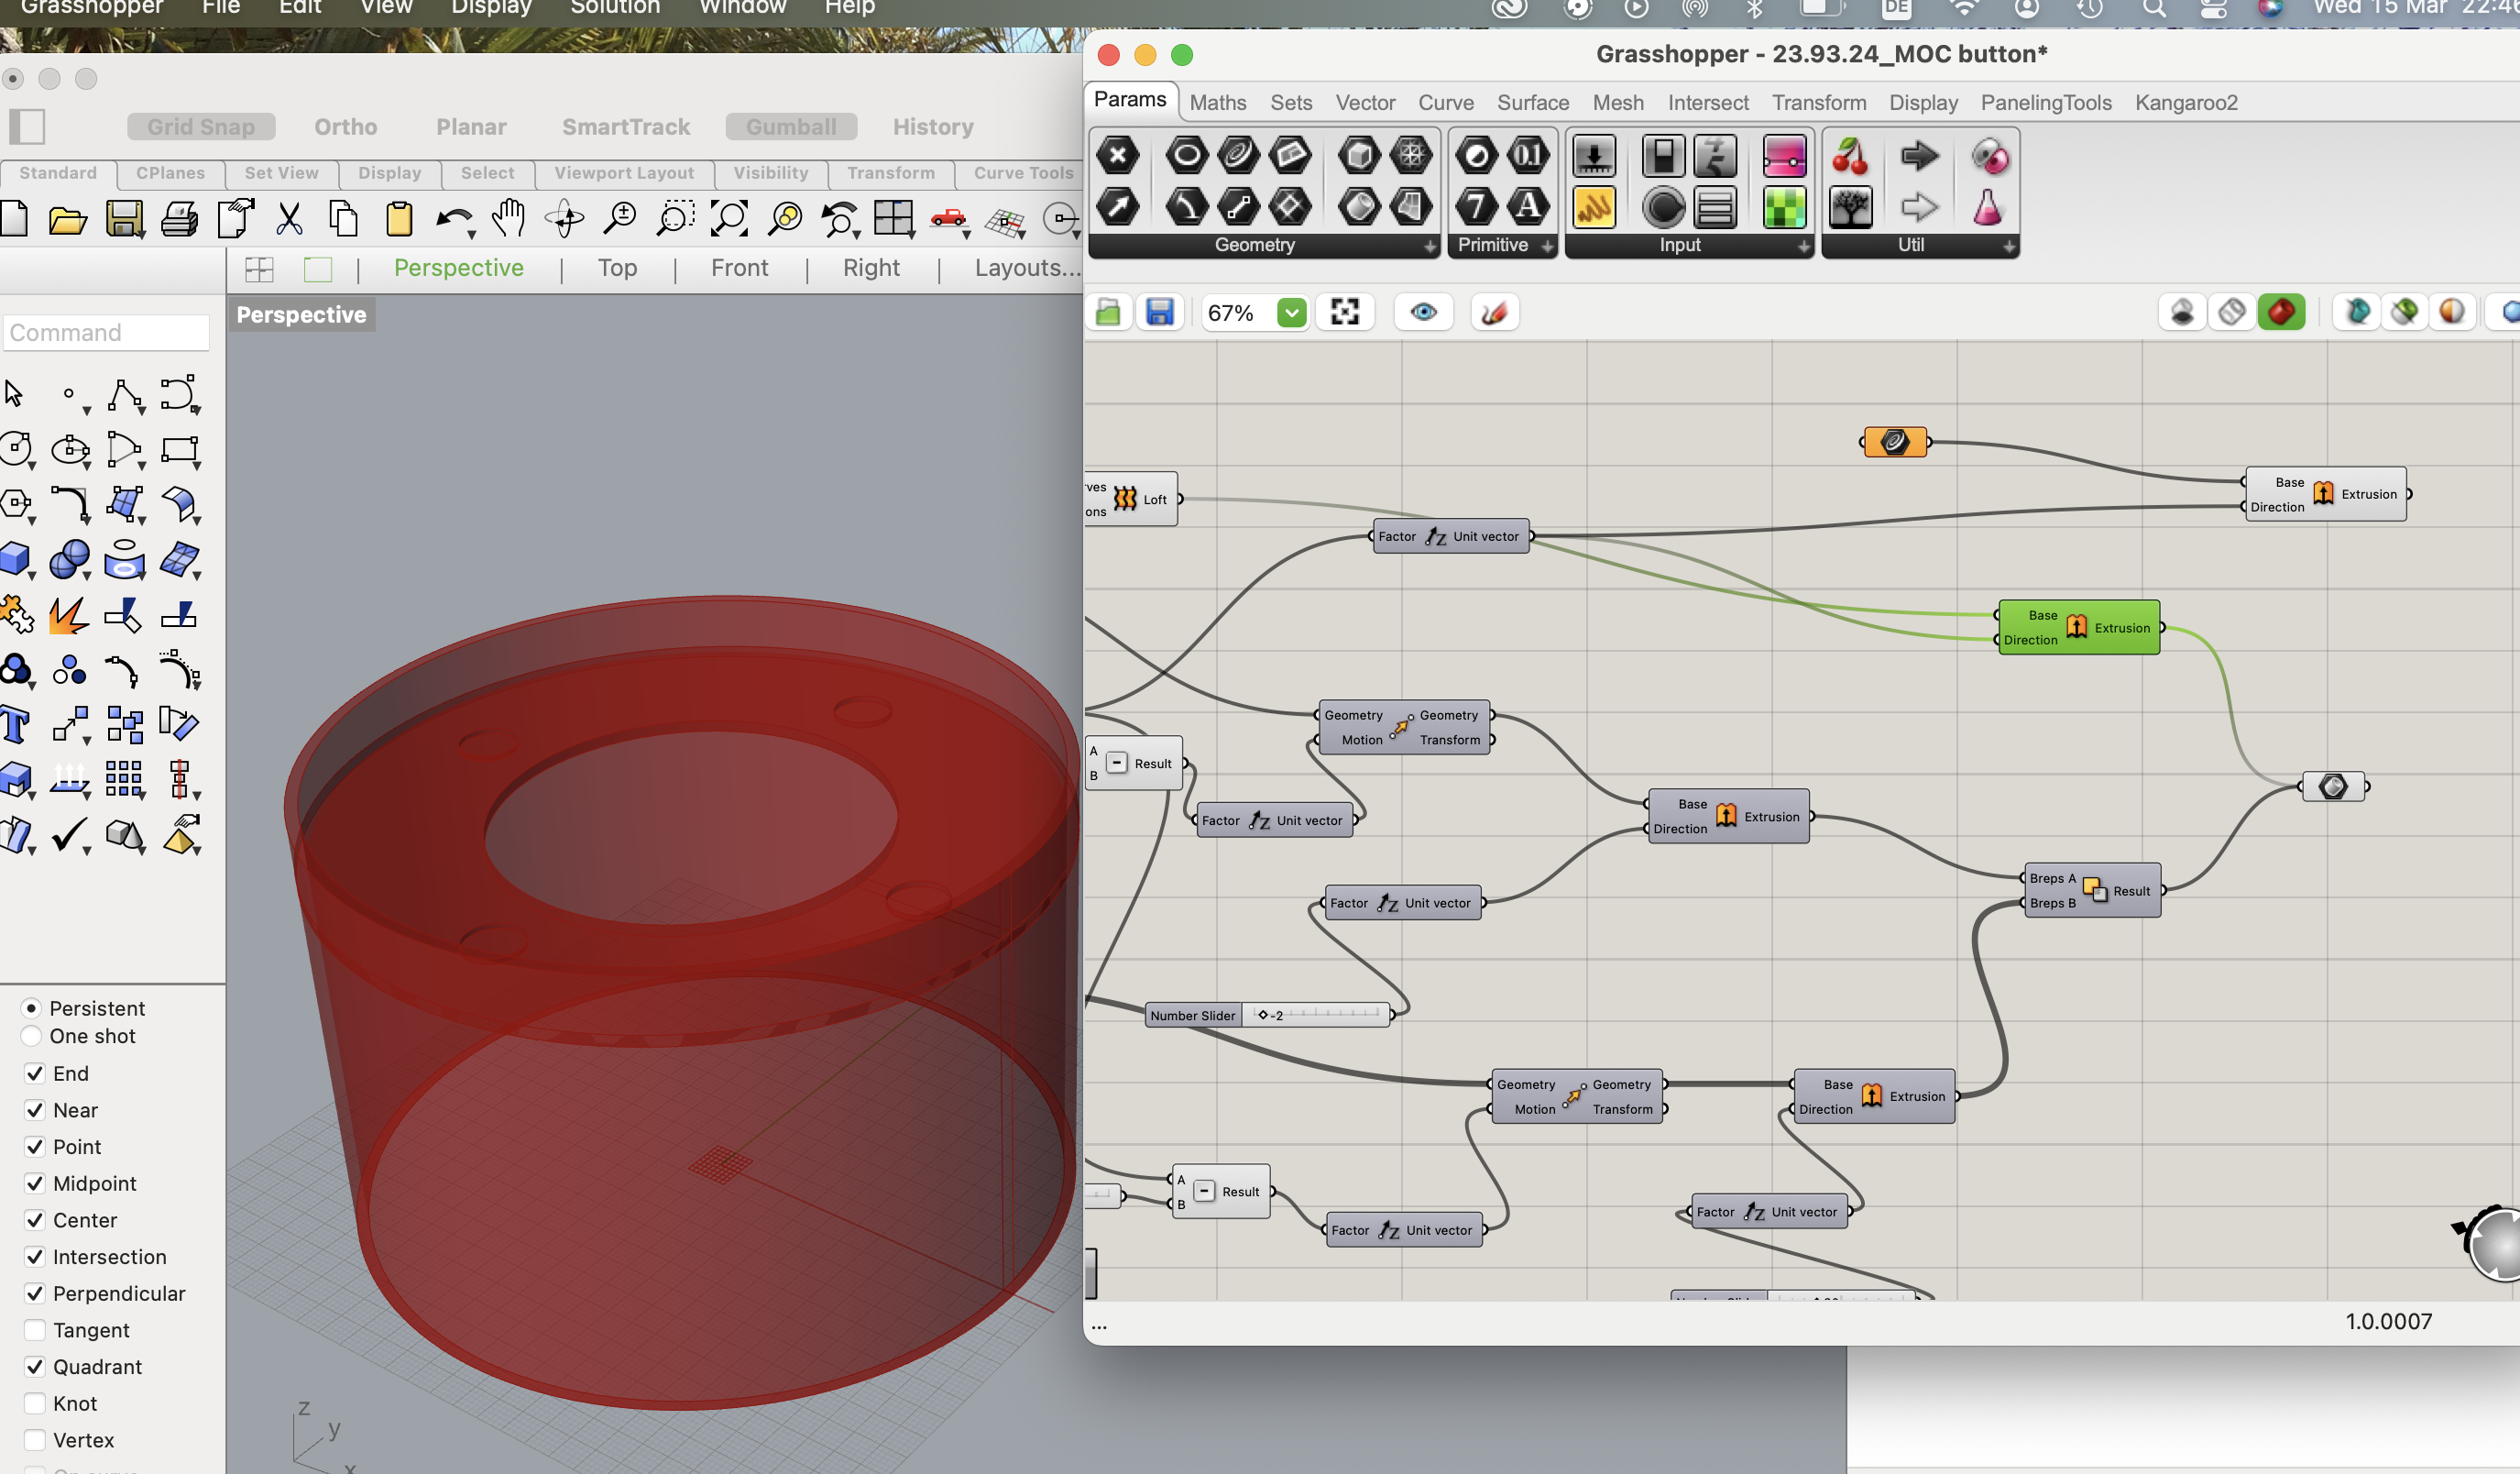 Grasshopper File Edit View Display Solution Window Help DE Wed 15 Mar
Grasshopper - 23.93.24_MOC button*
Params Maths Sets Vector Curve Surface Mesh Intersect Transform Display PanelingTools Kangaroo2
Grid Snap Ortho Planar SmartTrack Gumball History
Standard CPlanes Set View Display Select Viewport Layout Visibility Transform Curve Tools
Geometry Primitive Input Util
Perspective Top Front Right Layouts...
Perspective
Command
67%
Loft
Factor Unit vector
Base
Direction
Extrusion
Base
Direction
Extrusion
Geometry Geometry
Motion Transform
A
B
Result
Factor Unit vector
Base
Direction
Extrusion
Factor Unit vector
Breps A
Breps B
Result
Number Slider -2
Geometry Geometry
Motion Transform
Base
Direction
Extrusion
A
B
Result
Factor Unit vector
Factor Unit vector
...
1.0.0007
Persistent
One shot
End
Near
Point
Midpoint
Center
Intersection
Perpendicular
Tangent
Quadrant
Knot
Vertex
z
y
x